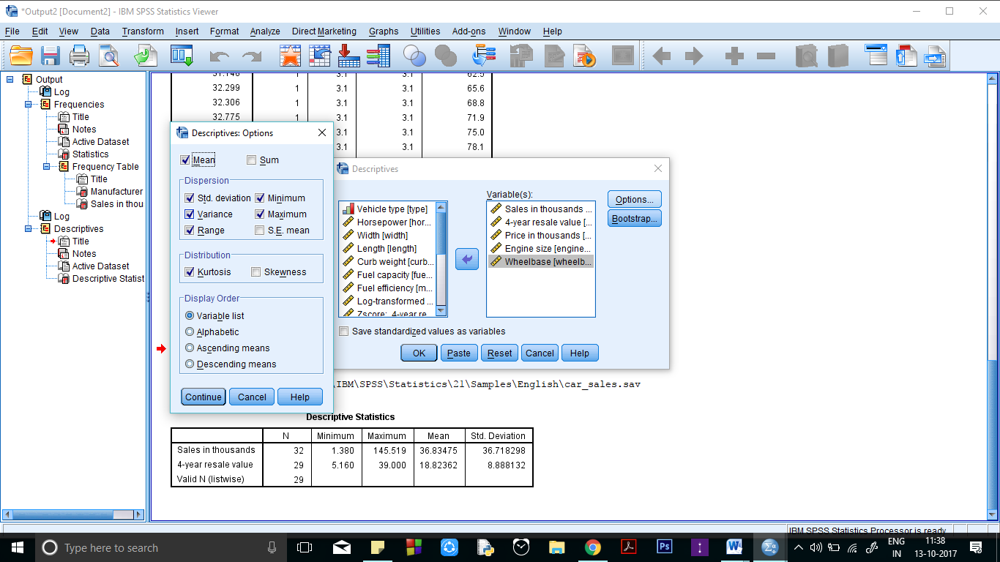 *Output2 [Document2] - IBM SPSS Statistics Viewer
File Edit View Data Transform Insert Format Analyze Direct Marketing Graphs Utilities Add-ons Window Help
Output
Log
Frequencies
Title
Notes
Active Dataset
Statistics
Frequency Table
Title
Manufacturer
Sales in thou
Log
Descriptives
Title
Notes
Active Dataset
Descriptive Statist
31.148 1 3.1 3.1 62.5
32.299 1 3.1 3.1 65.6
32.306 1 3.1 3.1 68.8
32.775 1 3.1 3.1 71.9
3.1 3.1 75.0
3.1 3.1 78.1
Descriptives: Options
Mean Sum
Dispersion
Std. deviation Minimum
Variance Maximum
Range S.E. mean
Distribution
Kurtosis Skewness
Display Order
Variable list
Alphabetic
Ascending means
Descending means
Continue Cancel Help
Descriptives
Vehicle type [type]
Horsepower [hor...
Width [width]
Length [length]
Curb weight [curb...
Fuel capacity [fue...
Fuel efficiency [m...
Log-transformed ...
Zscore: 4-year re...
Variable(s):
Sales in thousands ...
4-year resale value [...
Price in thousands [...
Engine size [engine...
Wheelbase [wheelb...
Options...
Bootstrap...
Save standardized values as variables
OK Paste Reset Cancel Help
\IBM\SPSS\Statistics\21\Samples\English\car_sales.sav
Descriptive Statistics
N Minimum Maximum Mean Std. Deviation
Sales in thousands 32 1.380 145.519 36.83475 36.718298
4-year resale value 29 5.160 39.000 18.82362 8.888132
Valid N (listwise) 29
IBM SPSS Statistics Processor is ready
Type here to search
Ps
W
ENG
IN
11:38
13-10-2017